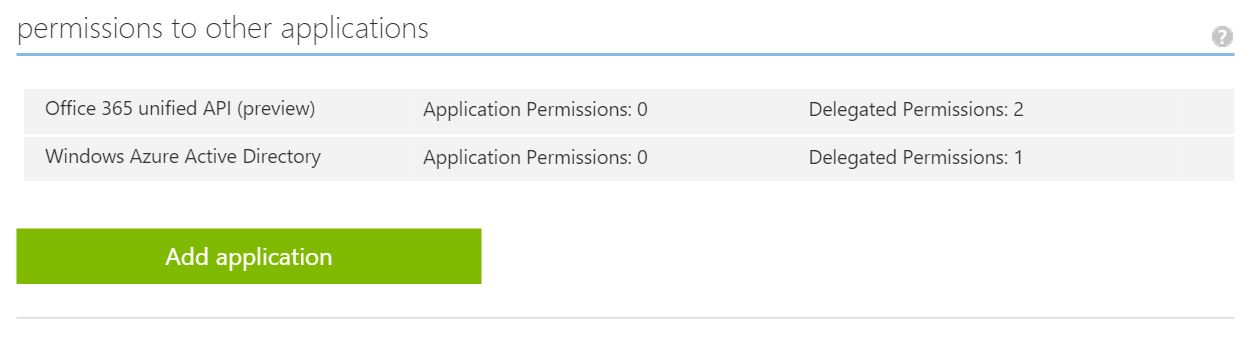 permissions to other applications
?
Office 365 unified API (preview) Application Permissions: 0 Delegated Permissions: 2
Windows Azure Active Directory Application Permissions: 0 Delegated Permissions: 1
Add application